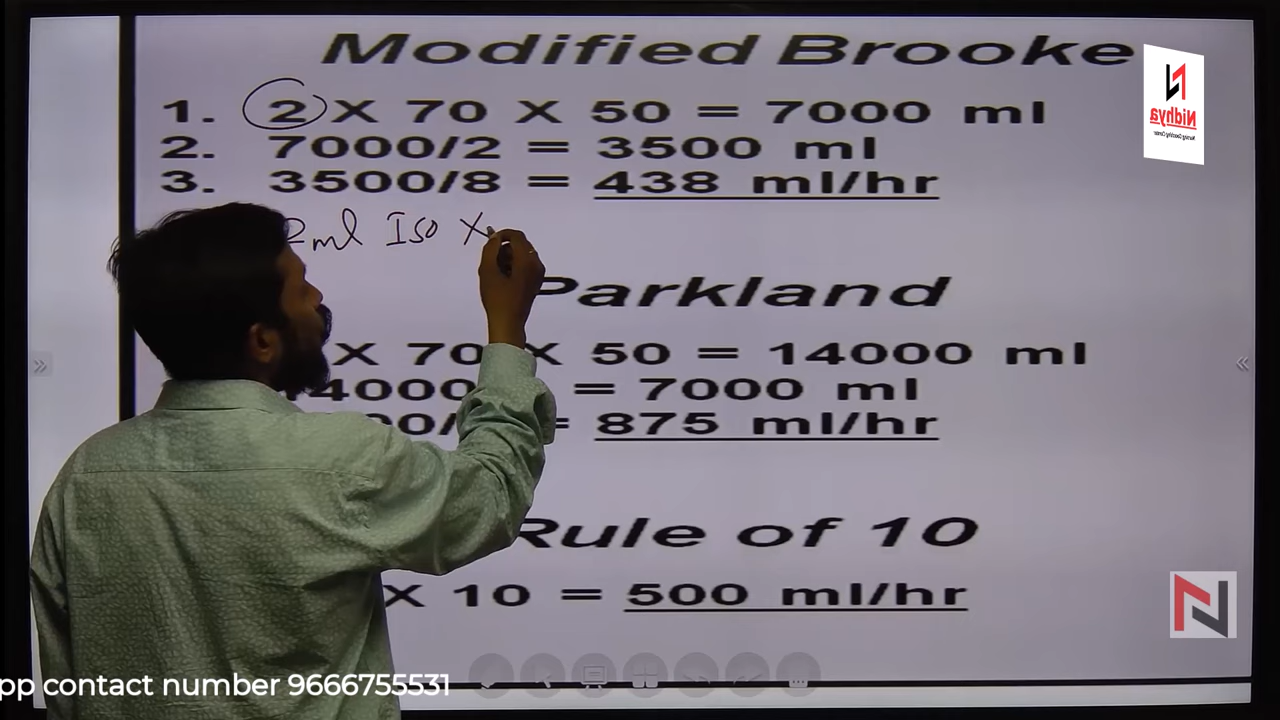 Modified Brooke
1. 2 X 70 X 50 = 7000 ml
2. 7000/2 = 3500 ml
3. 3500/8 = 438 ml/hr
2ml Iso X
Parkland
X 70 X 50 = 14000 ml
14000 = 7000 ml
00/ = 875 ml/hr
Rule of 10
X 10 = 500 ml/hr
Nidhya
pp contact number 9666755531